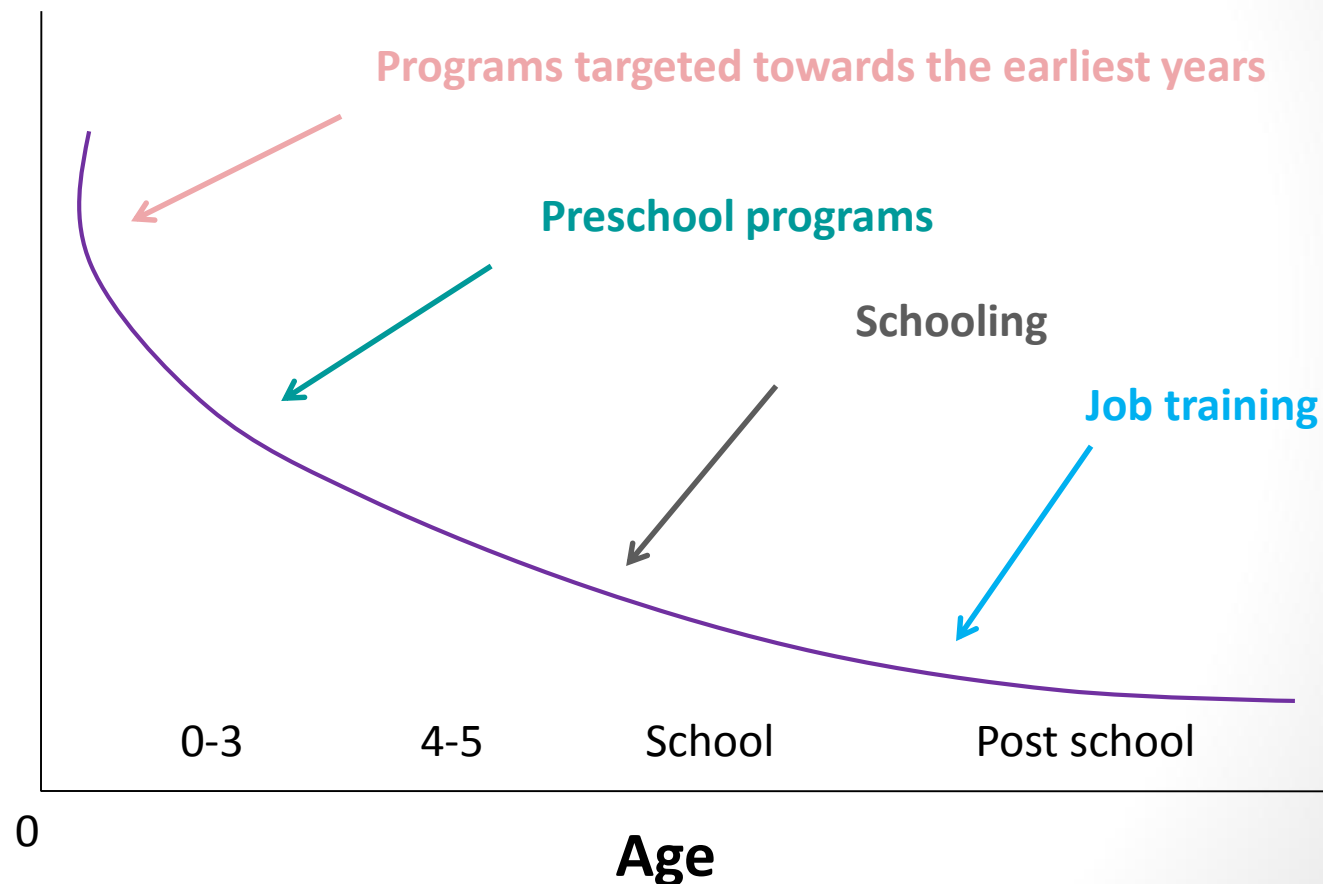 Programs targeted towards the earliest years
Preschool programs
Schooling
Job training
0-3 4-5 School Post school
0
Age